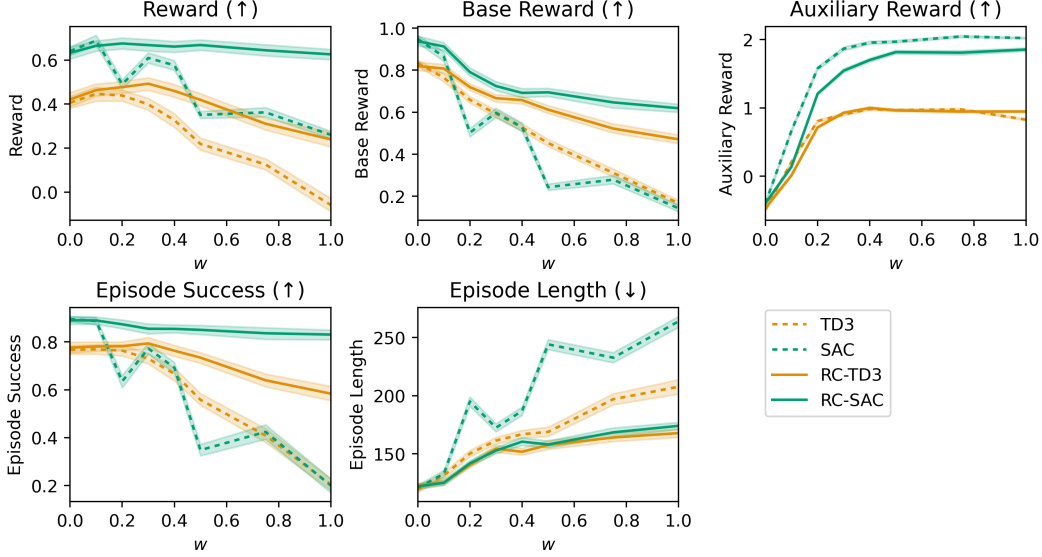 Reward (↑)
Reward
0.6
0.4
0.2
0.0
0.0 0.2 0.4 0.6 0.8 1.0
w
Base Reward (↑)
Base Reward
1.0
0.8
0.6
0.4
0.2
0.0 0.2 0.4 0.6 0.8 1.0
w
Auxiliary Reward (↑)
Auxiliary Reward
2
1
0
0.0 0.2 0.4 0.6 0.8 1.0
w
Episode Success (↑)
Episode Success
0.8
0.6
0.4
0.2
0.0 0.2 0.4 0.6 0.8 1.0
w
Episode Length (↓)
Episode Length
250
200
150
0.0 0.2 0.4 0.6 0.8 1.0
w
TD3
SAC
RC-TD3
RC-SAC